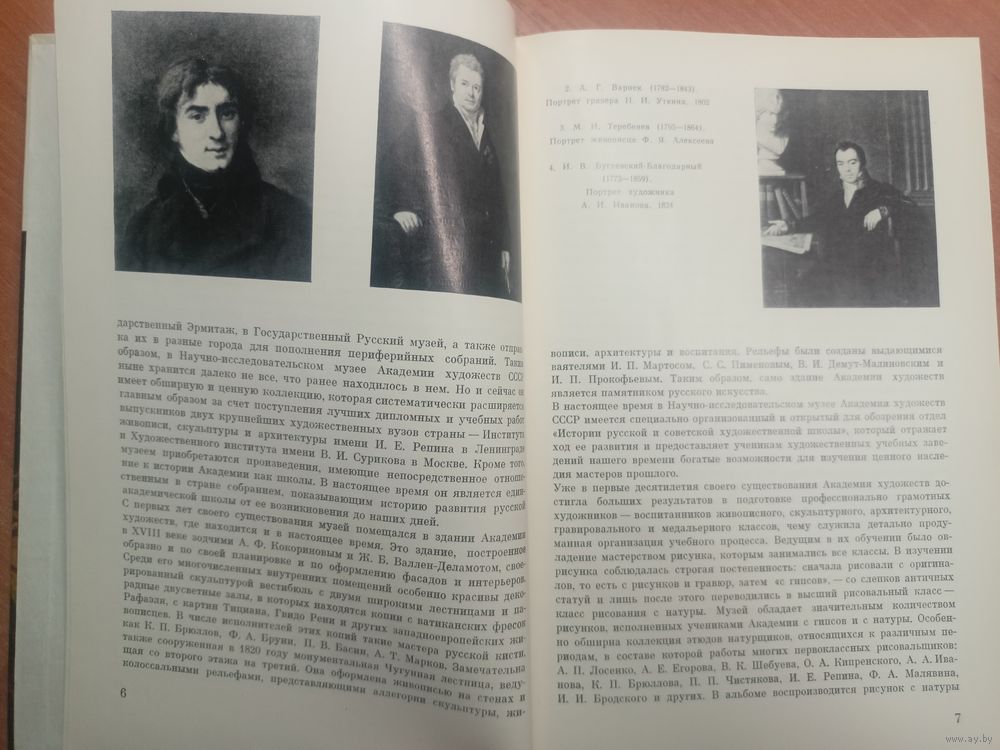 дарственный Эрмитаж, в Государственный Русский музей, а также отправ-
ка их в разные города для пополнения периферийных собраний. Таким
образом, в Научно-исследовательском музее Академии художеств СССР
ныне хранится далеко не все, что ранее находилось в нем. Но и сейчас он
имеет обширную и ценную коллекцию, которая систематически расширяется
главным образом за счет поступления лучших дипломных и учебных работ
выпускников двух крупнейших художественных вузов страны — Института
живописи, скульптуры и архитектуры имени И. Е. Репина в Ленинграде
и Художественного института имени В. И. Сурикова в Москве. Кроме того,
музеем приобретаются произведения, имеющие непосредственное отноше-
ние к истории Академии как школы. В настоящее время он является един-
ственным в стране собранием, показывающим историю развития русской
академической школы от ее возникновения до наших дней.
С первых лет своего существования музей помещался в здании Академии
художеств, где находится и в настоящее время. Это здание, построенное
в XVIII веке зодчими А. Ф. Кокориновым и Ж. Б. Валлен-Деламотом, свое-
образно и по своей планировке и по оформлению фасадов и интерьеров.
Среди его многочисленных внутренних помещений особенно красивы деко-
рированный скульптурой вестибюль с двумя широкими лестницами и па-
радные двусветные залы, в которых находятся копии с ватиканских фресок
Рафаэля, с картин Тициана, Гвидо Рени и других западноевропейских жи-
вописцев. В числе исполнителей этих копий такие мастера русской кисти,
как К. П. Брюллов, Ф. А. Бруни, П. В. Басин, А. Т. Марков. Замечательна
также сооруженная в 1820 году монументальная Чугунная лестница, веду-
щая со второго этажа на третий. Она оформлена живописью на стенах и
колоссальными рельефами, представляющими аллегории скульптуры, жи-
6
2. А. Г. Варнек (1782—1843).
Портрет гравера Н. И. Уткина. 1802
3. М. И. Теребенев (1795—1864).
Портрет живописца Ф. Я. Алексеева
4. И. В. Бугаевский-Благодарный
(1773—1859).
Портрет художника
А. И. Иванова. 1824
вописи, архитектуры и воспитания. Рельефы были созданы выдающимися
ваятелями И. П. Мартосом, С. С. Пименовым, В. И. Демут-Малиновским и
И. П. Прокофьевым. Таким образом, само здание Академии художеств
является памятником русского искусства.
В настоящее время в Научно-исследовательском музее Академии художеств
СССР имеется специально организованный и открытый для обозрения отдел
«Истории русской и советской художественной школы», который отражает
ход ее развития и предоставляет ученикам художественных учебных заве-
дений нашего времени богатые возможности для изучения ценного насле-
дия мастеров прошлого.
Уже в первые десятилетия своего существования Академия художеств до-
стигла больших результатов в подготовке профессионально грамотных
художников — воспитанников живописного, скульптурного, архитектурного,
гравировального и медальерного классов, чему служила детально проду-
манная организация учебного процесса. Ведущим в их обучении было ов-
ладение мастерством рисунка, которым занимались все классы. В изучении
рисунка соблюдалась строгая постепенность: сначала рисовали с оригина-
лов, то есть с рисунков и гравюр, затем «с гипсов», — со слепков античных
статуй и лишь после этого переводились в высший рисовальный класс —
класс рисования с натуры. Музей обладает значительным количеством
рисунков, исполненных учениками Академии с гипсов и с натуры. Особен-
но обширна коллекция этюдов натурщиков, относящихся к различным пе-
риодам, в составе которой работы многих первоклассных рисовальщиков:
А. П. Лосенко, А. Е. Егорова, В. К. Шебуева, О. А. Кипренского, А. А. Ива-
нова, К. П. Брюллова, П. П. Чистякова, И. Е. Репина, Ф. А. Малявина,
И. И. Бродского и других. В альбоме воспроизводится рисунок с натуры
7
www.ay.by